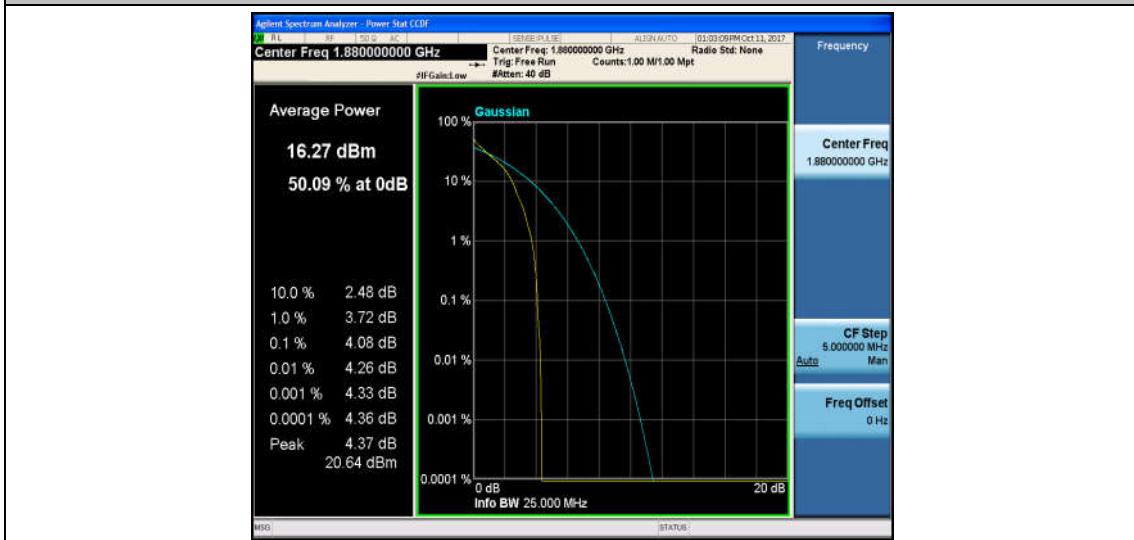 Agilent Spectrum Analyzer - Power Stat CCDF
RL RF 50 Ω AC SENSE:PULSE ALIGN AUTO 01:03:09 PM Oct 11, 2017
Center Freq 1.880000000 GHz
Center Freq: 1.880000000 GHz Radio Std: None
Trig: Free Run Counts:1.00 M/1.00 Mpt
#IFGain:Low #Atten: 40 dB
Frequency
Average Power
16.27 dBm
50.09 % at 0dB
10.0 % 2.48 dB
1.0 % 3.72 dB
0.1 % 4.08 dB
0.01 % 4.26 dB
0.001 % 4.33 dB
0.0001 % 4.36 dB
Peak 4.37 dB
20.64 dBm
Gaussian
100 %
10 %
1 %
0.1 %
0.01 %
0.001 %
0.0001 %
0 dB 20 dB
Info BW 25.000 MHz
Center Freq
1.880000000 GHz
CF Step
5.000000 MHz
Auto Man
Freq Offset
0 Hz
MSG STATUS